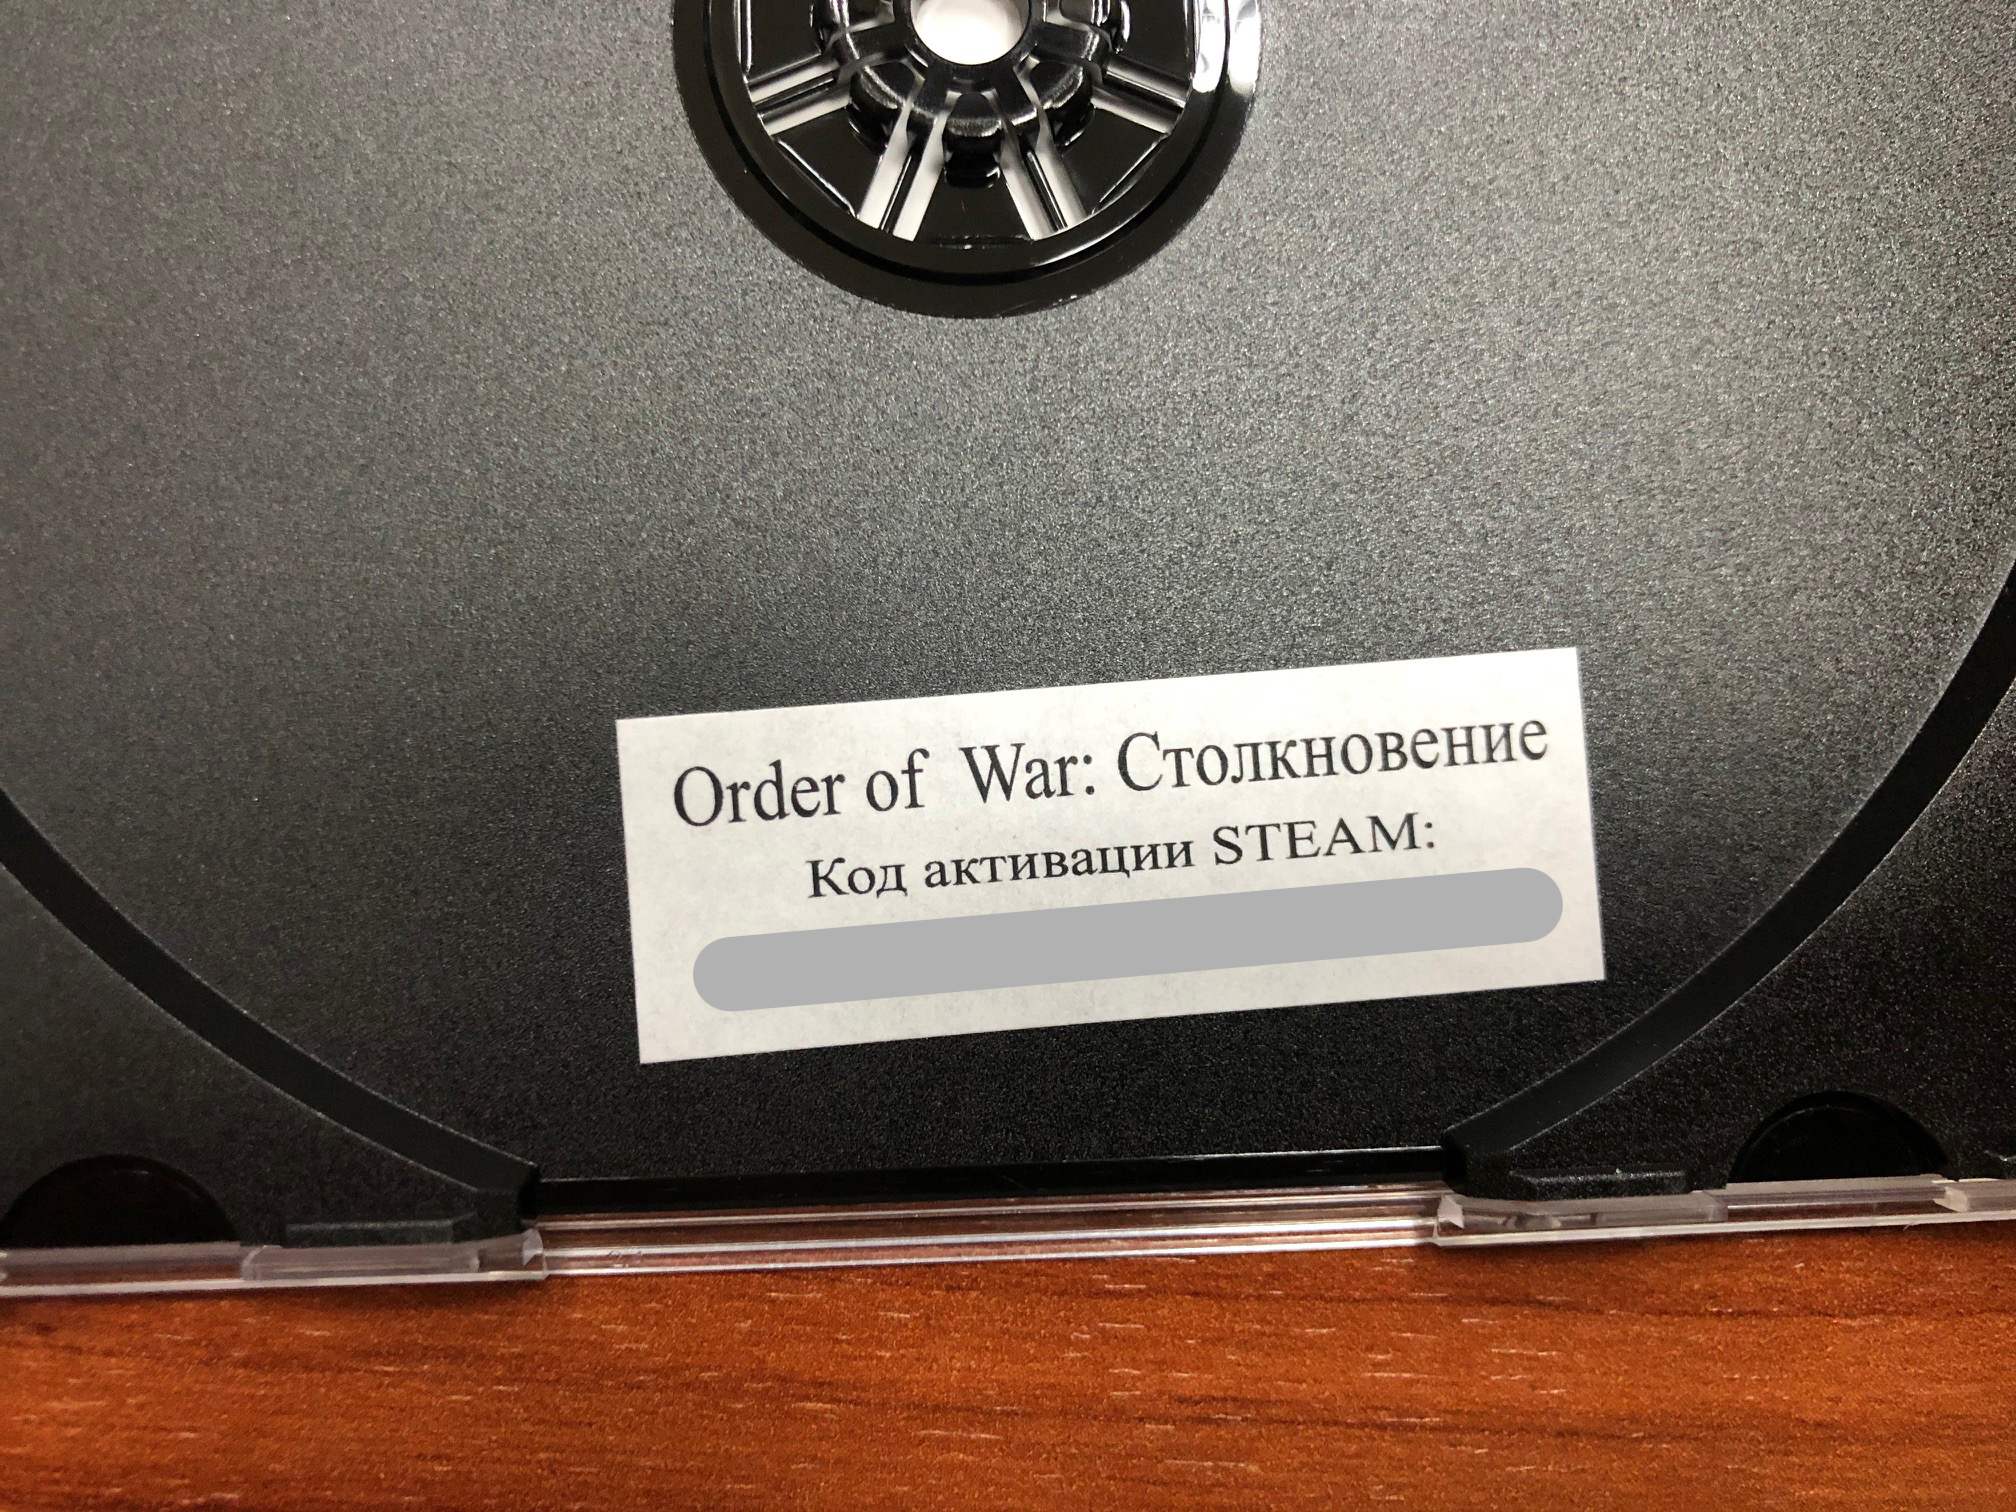 Order of War: Столкновение
Код активации STEAM: